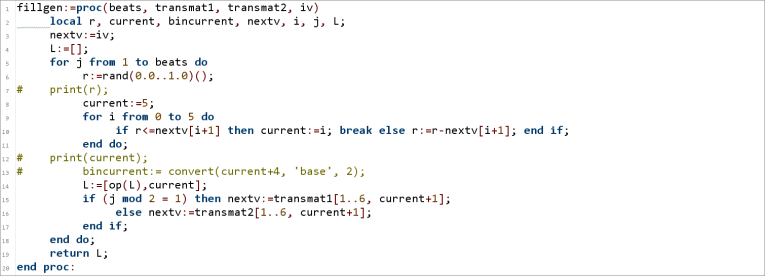 1 fillgen:=proc(beats, transmat1, transmat2, iv)
2 local r, current, bincurrent, nextv, i, j, L;
3 nextv:=iv;
4 L:=[];
5 for j from 1 to beats do
6 r:=rand(0.0..1.0)();
7 # print(r);
8 current:=5;
9 for i from 0 to 5 do
10 if r<=nextv[i+1] then current:=i; break else r:=r-nextv[i+1]; end if;
11 end do;
12 # print(current);
13 # bincurrent:= convert(current+4, 'base', 2);
14 L:=[op(L),current];
15 if (j mod 2 = 1) then nextv:=transmat1[1..6, current+1];
16 else nextv:=transmat2[1..6, current+1];
17 end if;
18 end do;
19 return L;
20 end proc: